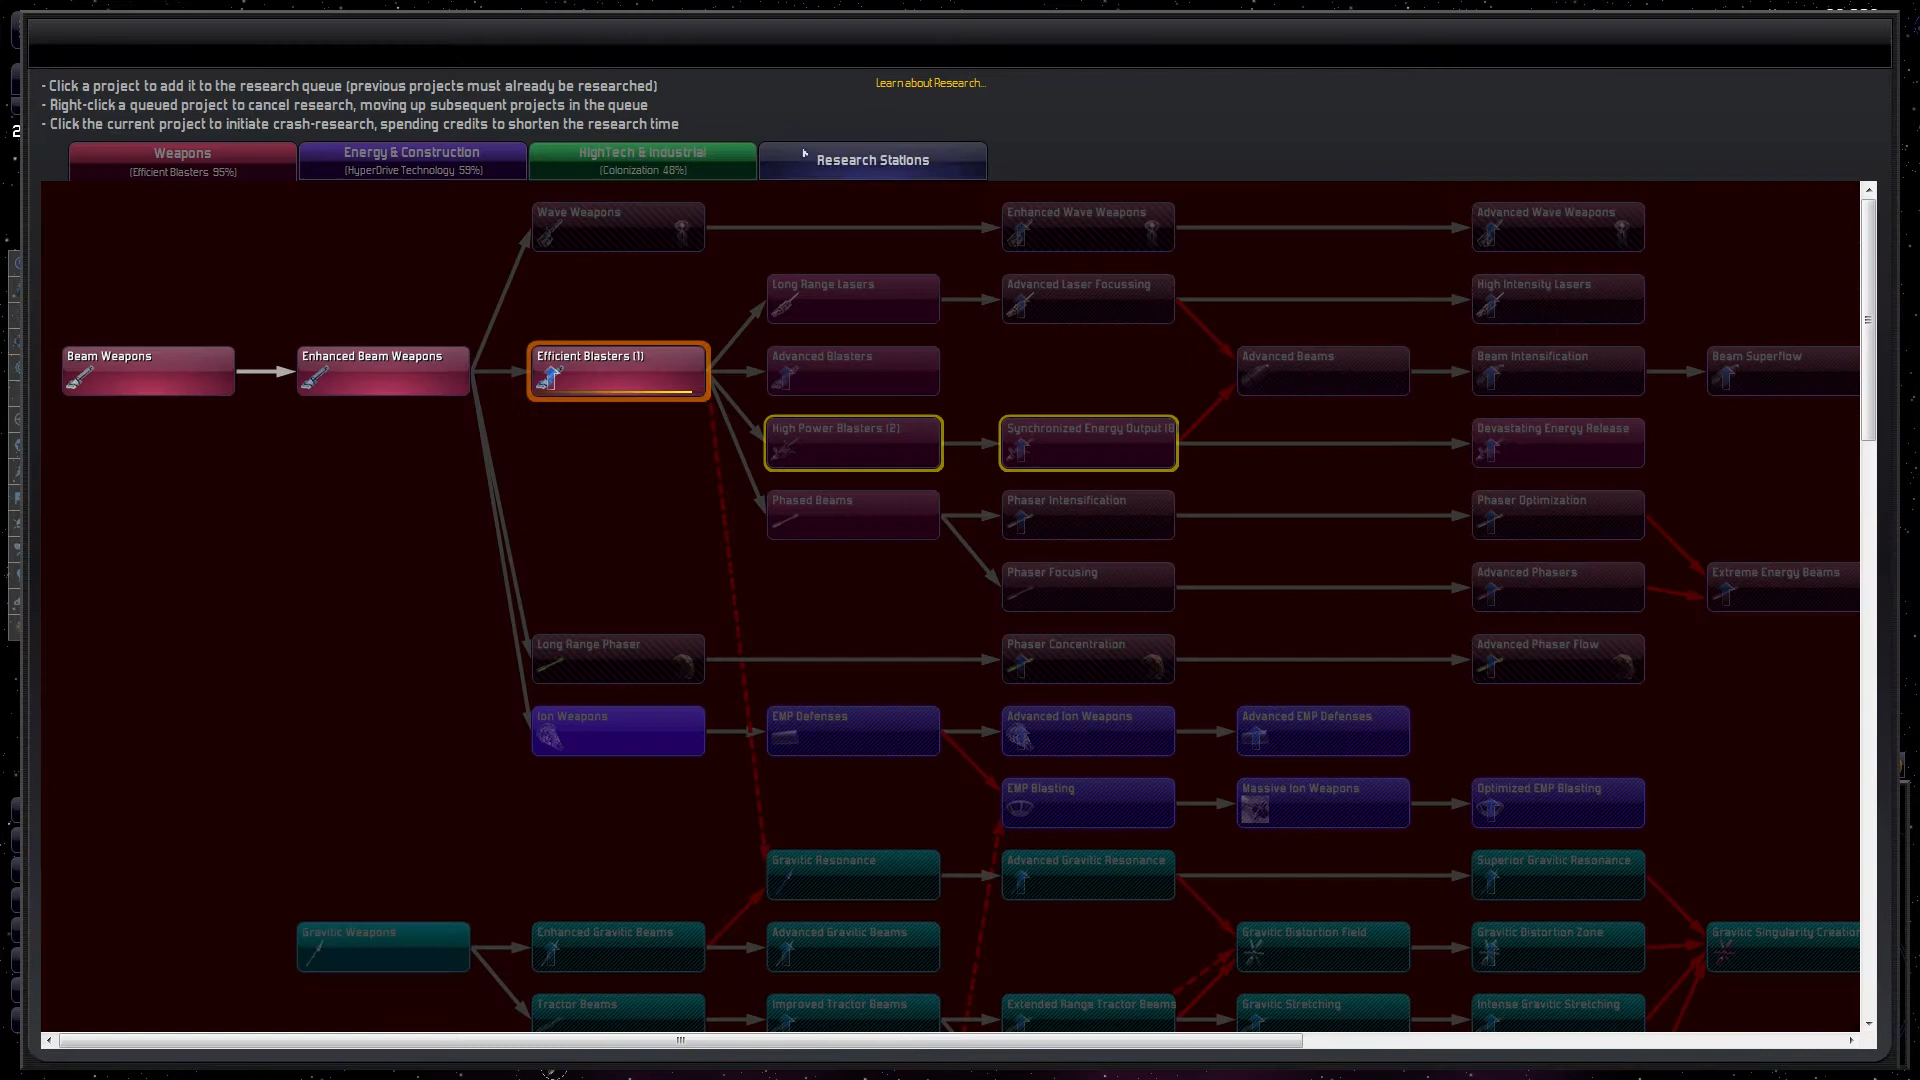 - Click a project to add it to the research queue (previous projects must already be researched)
Learn about Research...
- Right-click a queued project to cancel research, moving up subsequent projects in the queue
- Click the current project to initiate crash-research, spending credits to shorten the research time
Weapons
(Efficient Blasters 95%)
Energy & Construction
(HyperDrive Technology 59%)
HighTech & Industrial
(Colonization 46%)
Research Stations
Wave Weapons
Enhanced Wave Weapons
Advanced Wave Weapons
Long Range Lasers
Advanced Laser Focussing
High Intensity Lasers
Beam Weapons
Enhanced Beam Weapons
Efficient Blasters (1)
Advanced Blasters
Advanced Beams
Beam Intensification
Beam Superflow
High Power Blasters (2)
Synchronized Energy Output (8
Devastating Energy Release
Phased Beams
Phaser Intensification
Phaser Optimization
Phaser Focusing
Advanced Phasers
Extreme Energy Beams
Long Range Phaser
Phaser Concentration
Advanced Phaser Flow
Ion Weapons
EMP Defenses
Advanced Ion Weapons
Advanced EMP Defenses
EMP Blasting
Massive Ion Weapons
Optimized EMP Blasting
Gravitic Resonance
Advanced Gravitic Resonance
Superior Gravitic Resonance
Gravitic Weapons
Enhanced Gravitic Beams
Advanced Gravitic Beams
Gravitic Distortion Field
Gravitic Distortion Zone
Gravitic Singularity Creation
Tractor Beams
Improved Tractor Beams
Extended Range Tractor Beams
Gravitic Stretching
Intense Gravitic Stretching